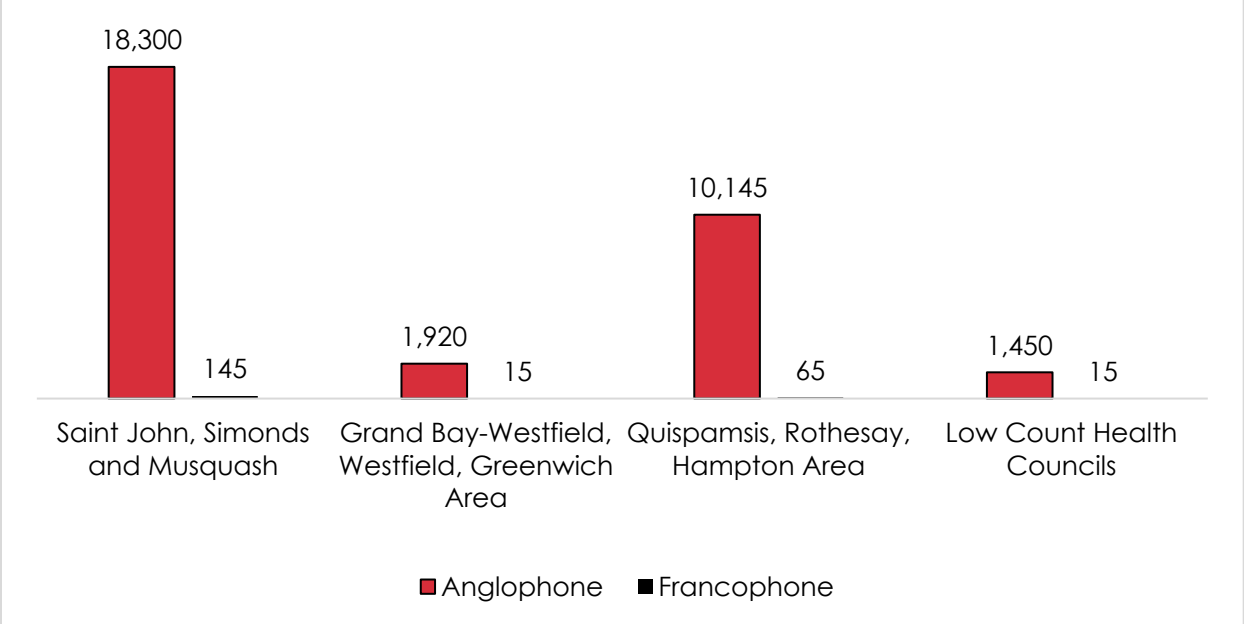 18,300
145
1,920
15
10,145
65
1,450
15
Saint John, Simonds
and Musquash
Grand Bay-Westfield,
Westfield, Greenwich
Area
Quispamsis, Rothesay,
Hampton Area
Low Count Health
Councils
Anglophone
Francophone